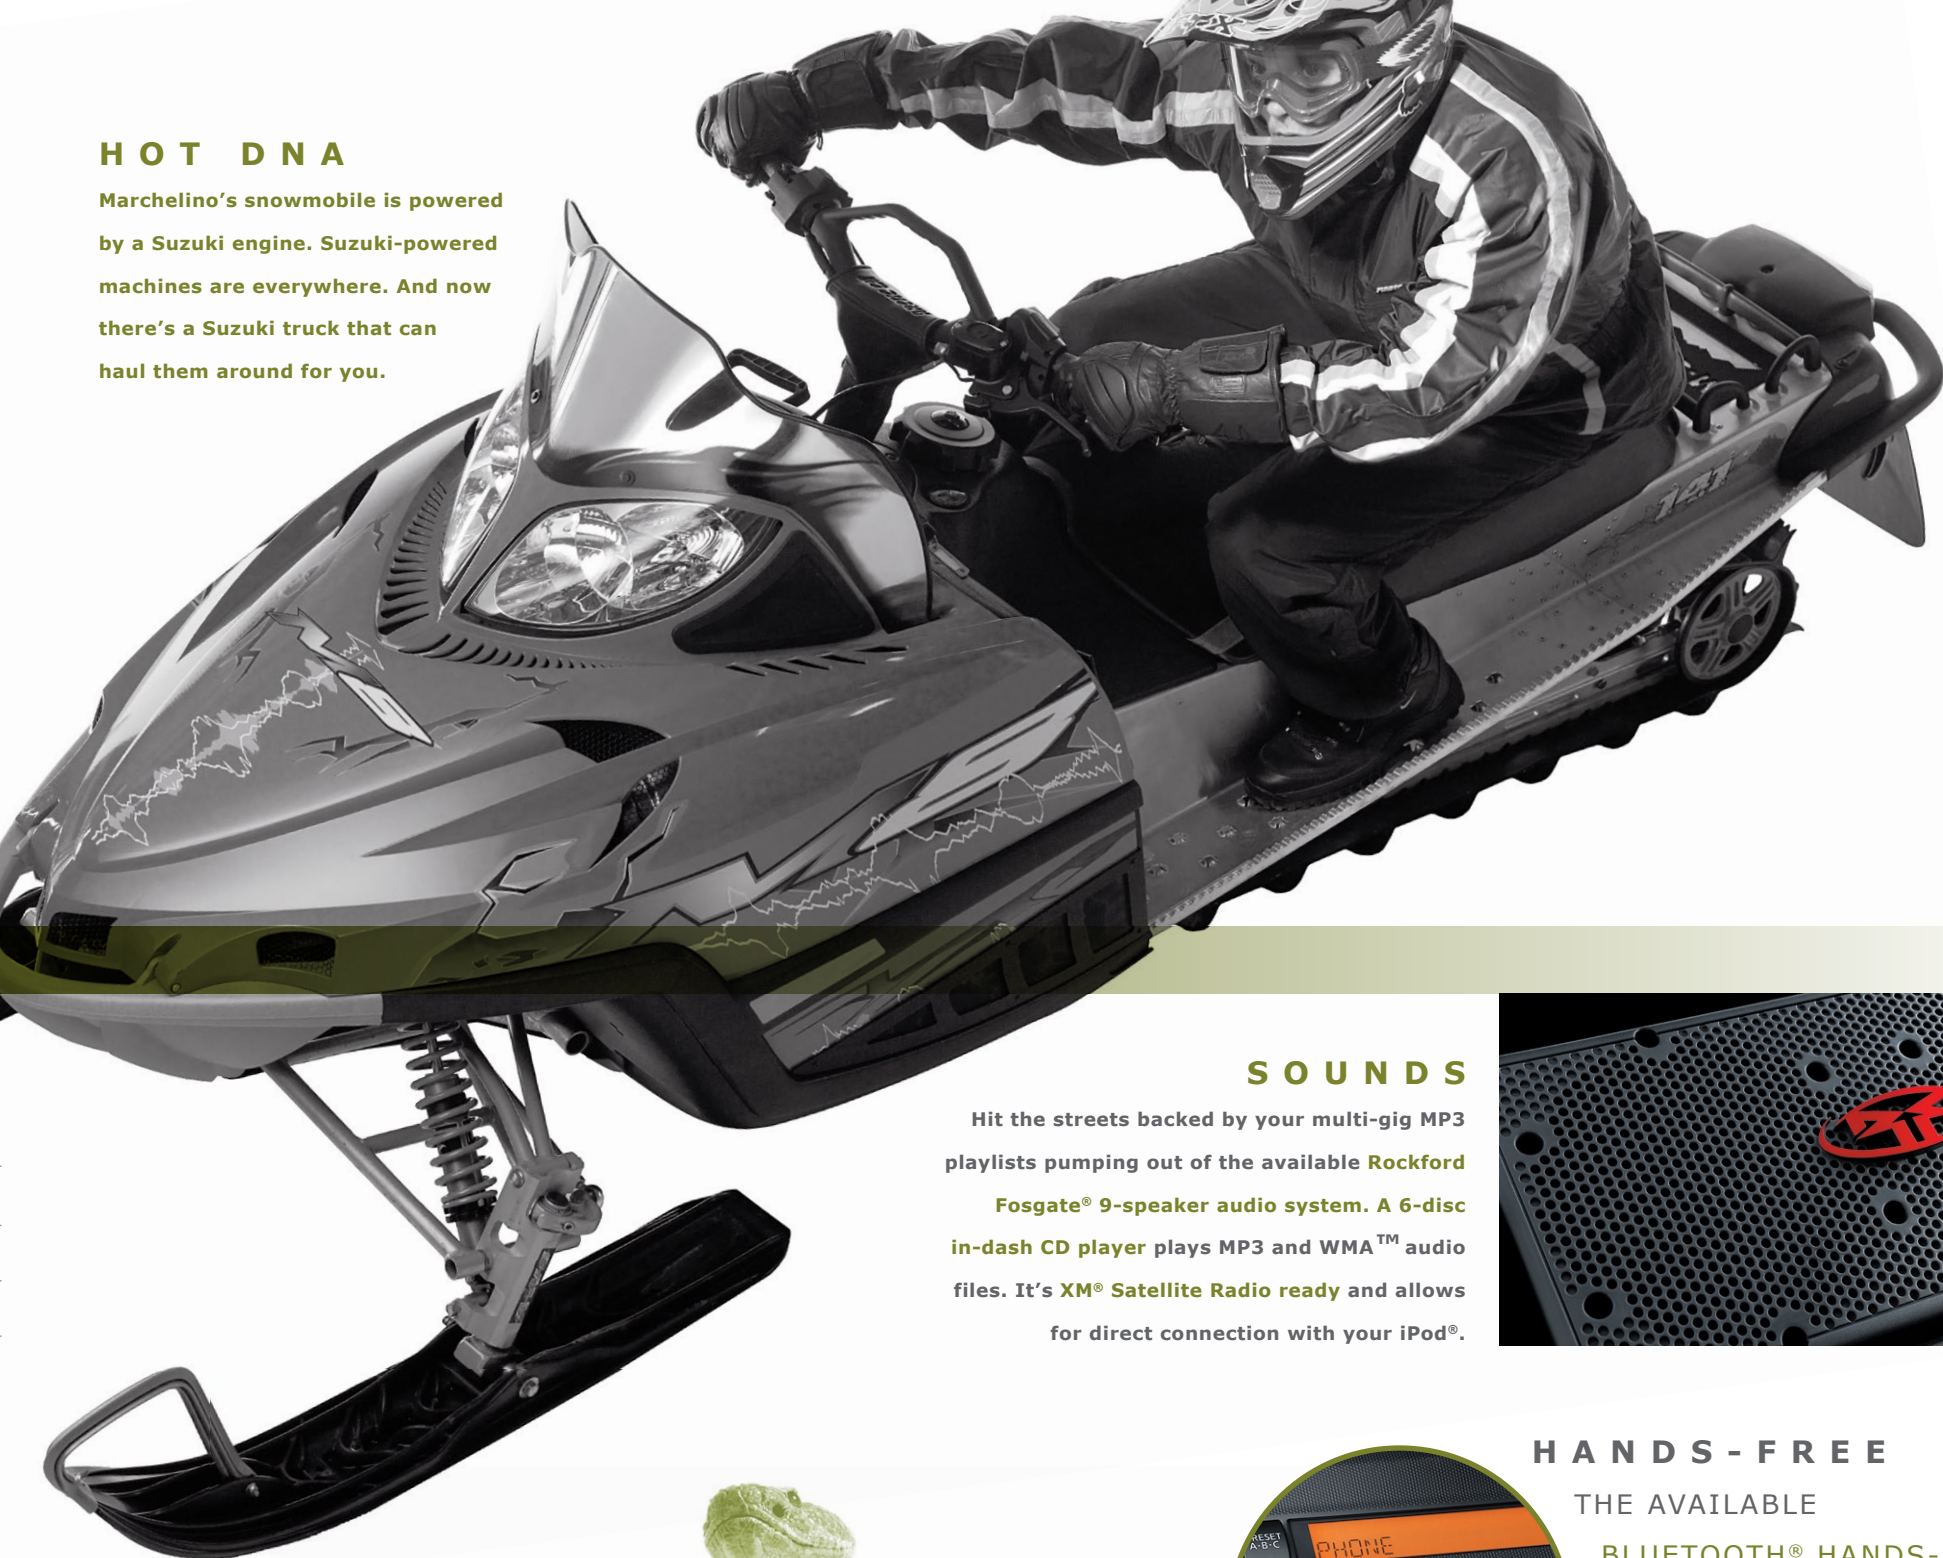 HOT DNA
Marchelino’s snowmobile is powered
by a Suzuki engine. Suzuki-powered
machines are everywhere. And now
there’s a Suzuki truck that can
haul them around for you.
141
SOUNDS
Hit the streets backed by your multi-gig MP3
playlists pumping out of the available Rockford
Fosgate® 9-speaker audio system. A 6-disc
in-dash CD player plays MP3 and WMA™ audio
files. It’s XM® Satellite Radio ready and allows
for direct connection with your iPod®.
HANDS-FREE
THE AVAILABLE
BLUETOOTH® HANDS-
RESET
A·B·C
PHONE